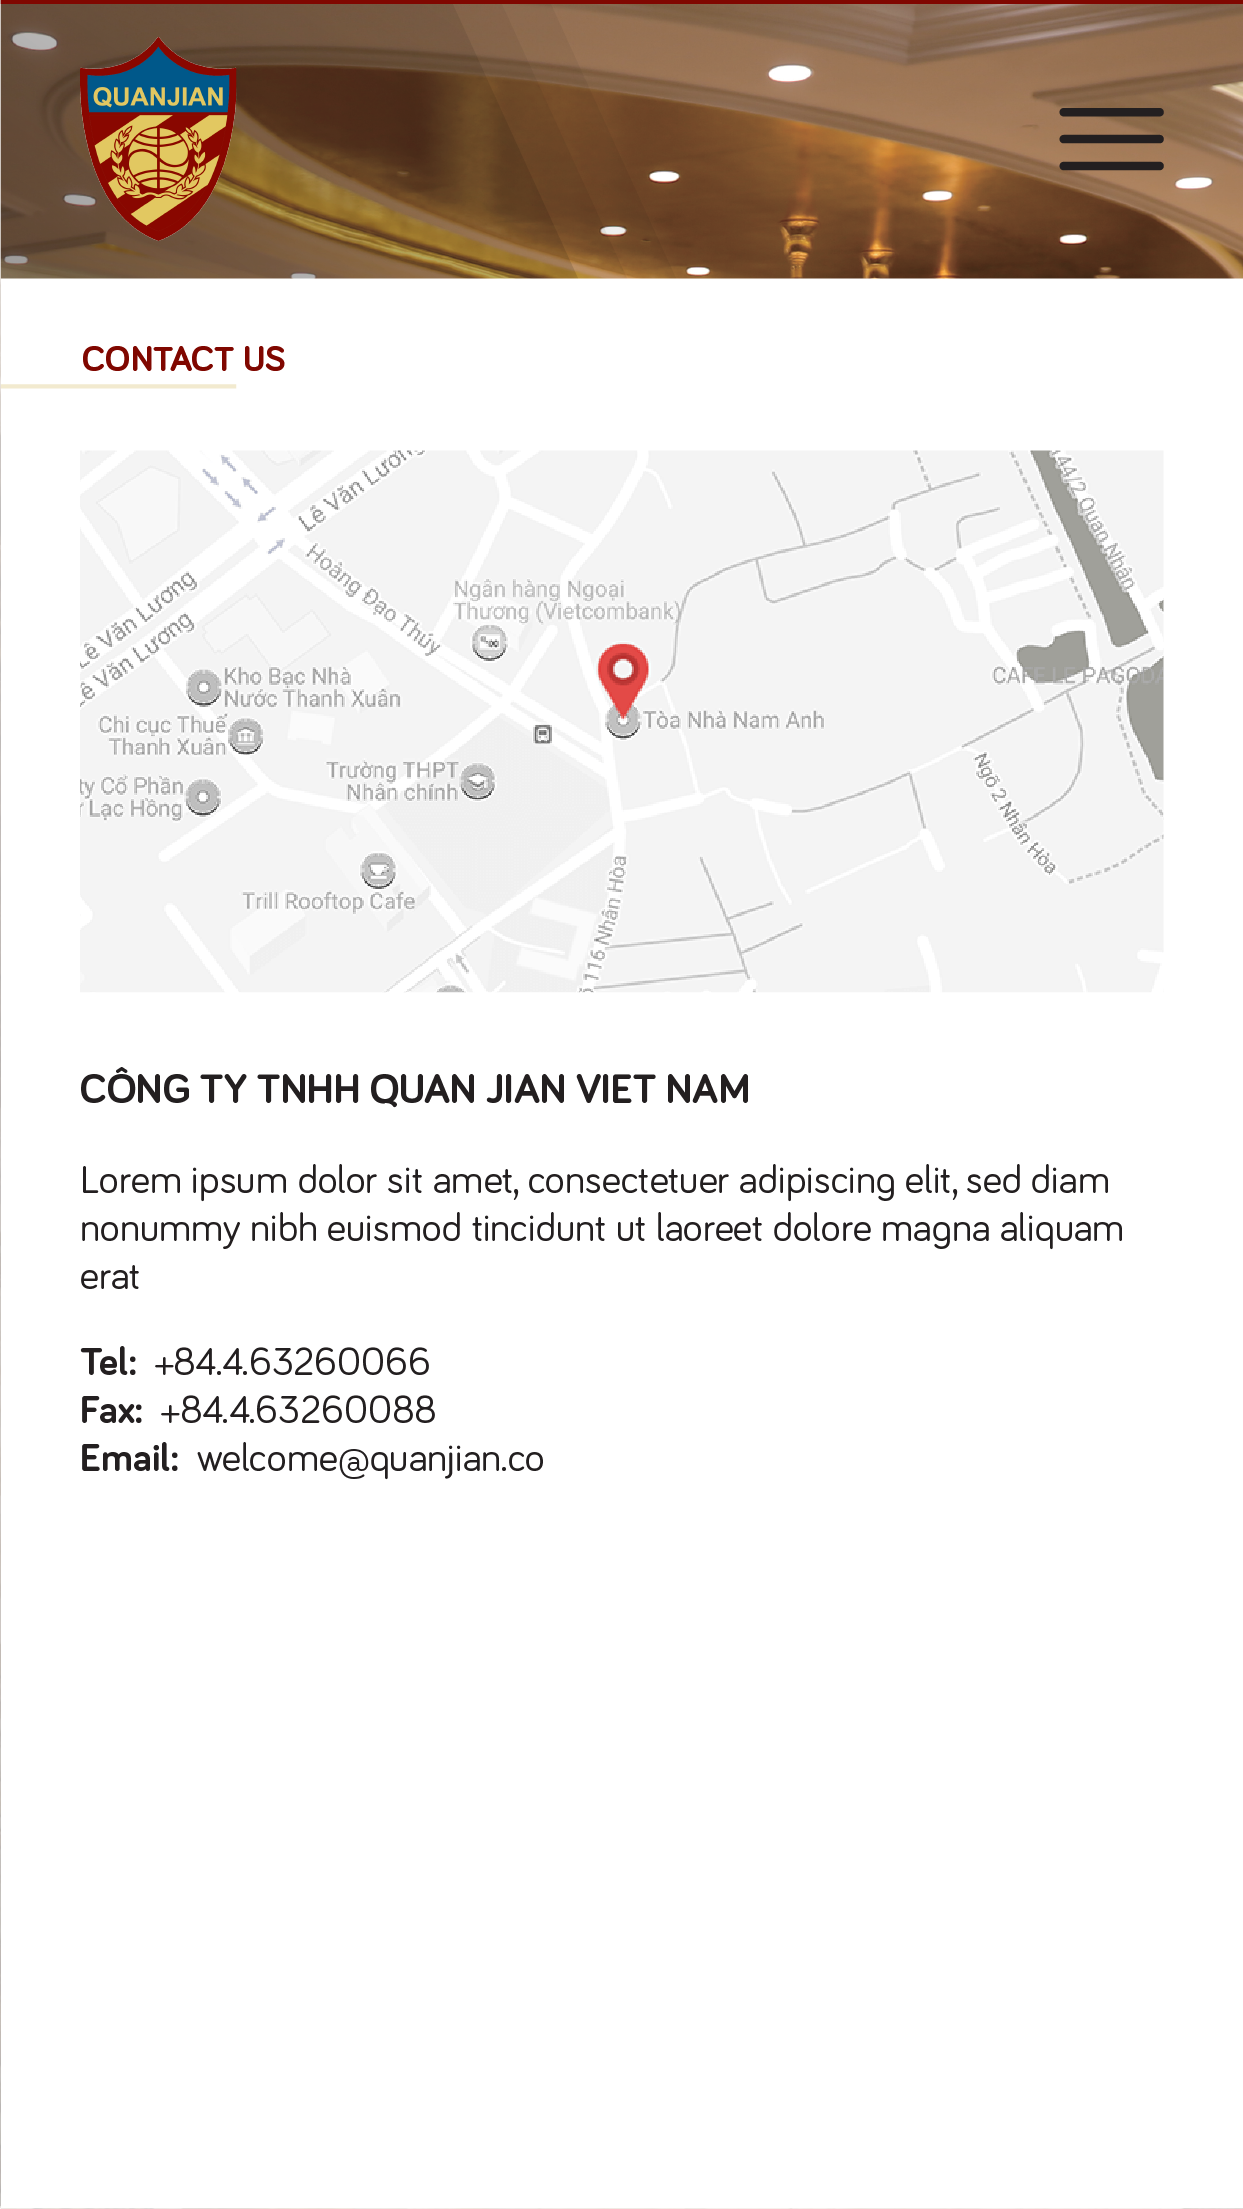 QUANJIAN
CONTACT US
Lê Văn Lương
144/2 Quan Nhân
Hoàng Đạo Thúy
Ngân hàng Ngoại
Thương (Vietcombank)
Lê Văn Lương
Lê Văn Lương
Kho Bạc Nhà
Nước Thanh Xuân
CAFE LE PAGODA
Chi cục Thuế
Thanh Xuân
Tòa Nhà Nam Anh
Trường THPT
Nhân chính
ty Cổ Phần
Lạc Hồng
Ngõ 2 Nhân Hòa
Trill Rooftop Cafe
116 Nhân Hòa
CÔNG TY TNHH QUAN JIAN VIET NAM
Lorem ipsum dolor sit amet, consectetuer adipiscing elit, sed diam
nonummy nibh euismod tincidunt ut laoreet dolore magna aliquam
erat
Tel: +84.4.63260066
Fax: +84.4.63260088
Email: welcome@quanjian.co